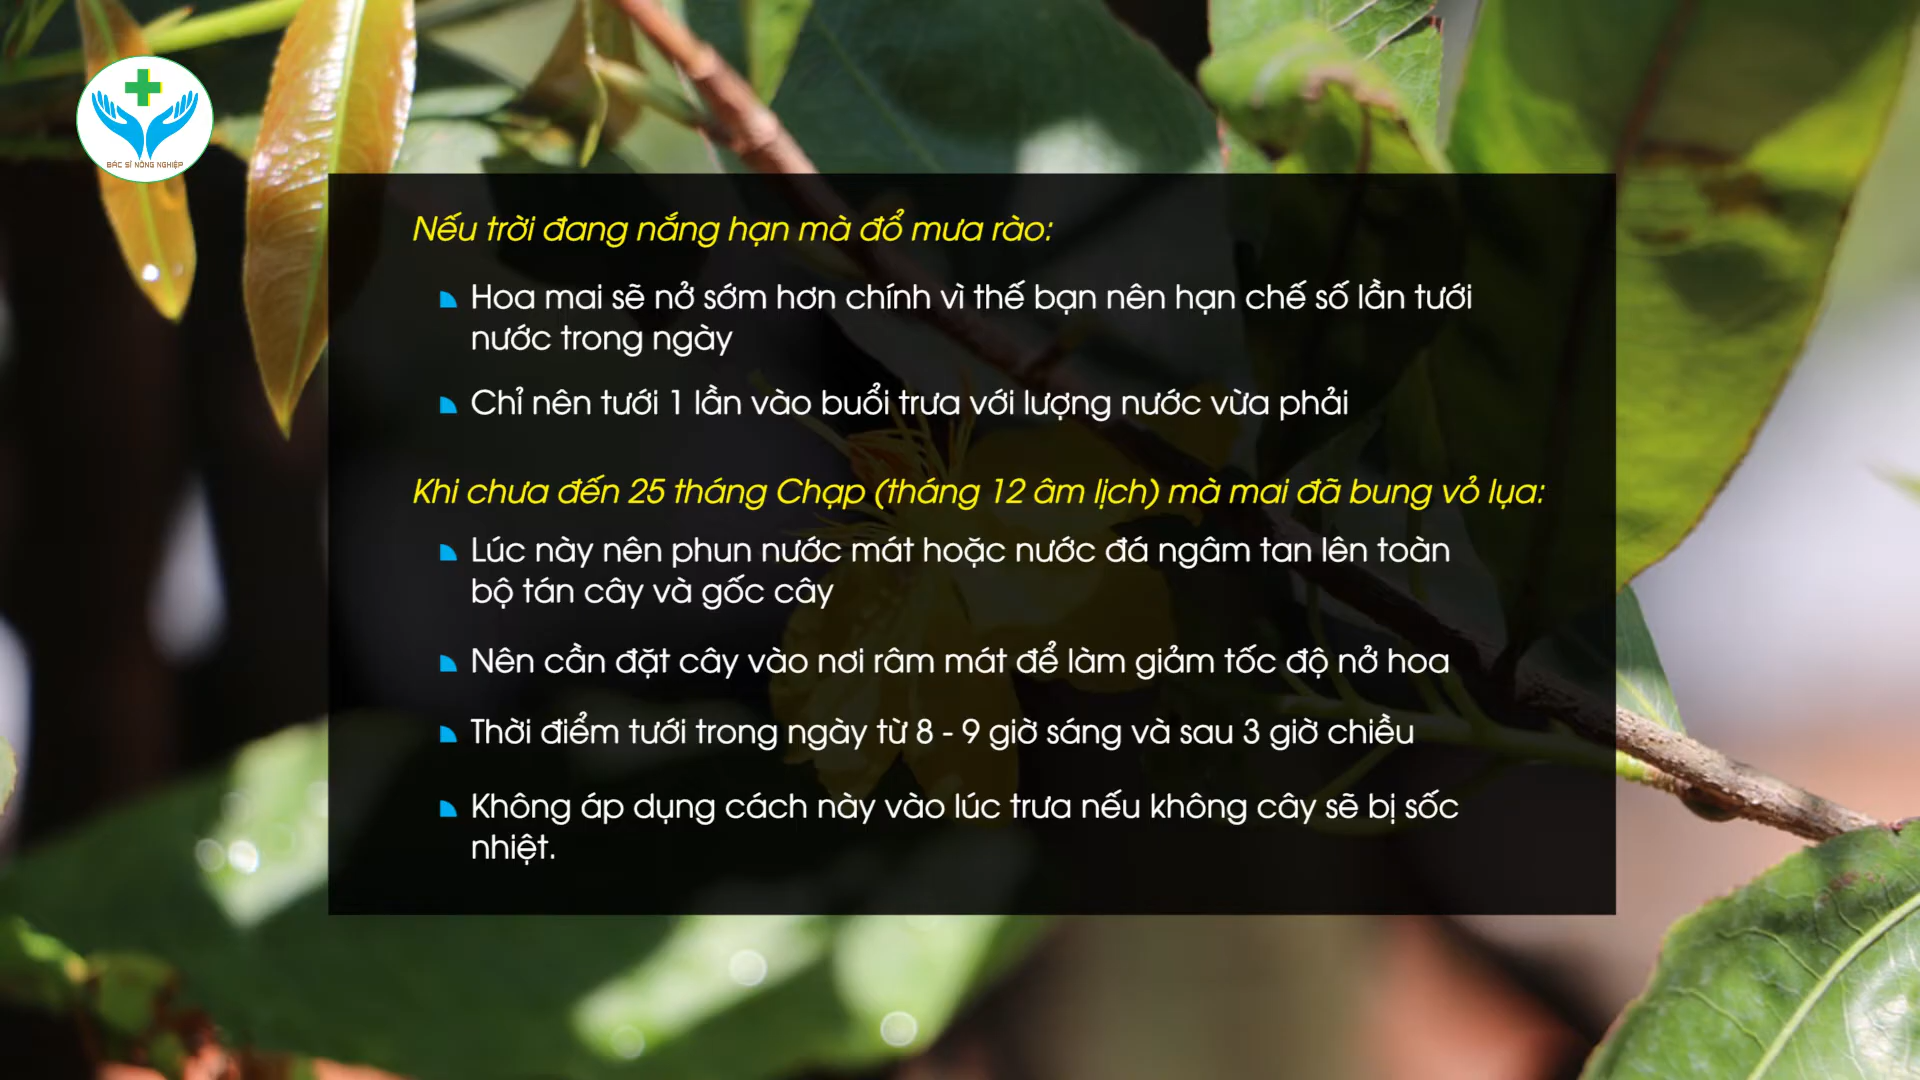 BÁC SĨ NÔNG NGHIỆP
Nếu trời đang nắng hạn mà đổ mưa rào:
Hoa mai sẽ nở sớm hơn chính vì thế bạn nên hạn chế số lần tưới
nước trong ngày
Chỉ nên tưới 1 lần vào buổi trưa với lượng nước vừa phải
Khi chưa đến 25 tháng Chạp (tháng 12 âm lịch) mà mai đã bung vỏ lụa:
Lúc này nên phun nước mát hoặc nước đá ngâm tan lên toàn
bộ tán cây và gốc cây
Nên cần đặt cây vào nơi râm mát để làm giảm tốc độ nở hoa
Thời điểm tưới trong ngày từ 8 - 9 giờ sáng và sau 3 giờ chiều
Không áp dụng cách này vào lúc trưa nếu không cây sẽ bị sốc
nhiệt.